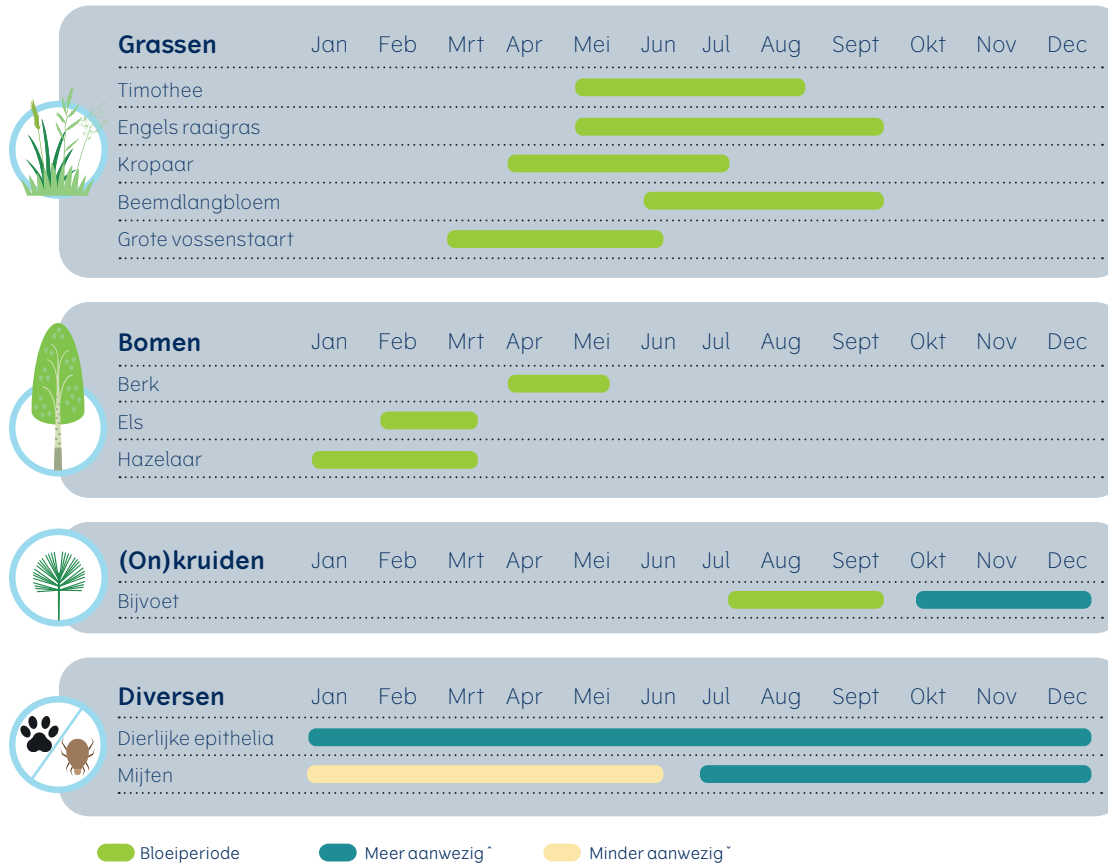 Grassen Jan Feb Mrt Apr Mei Jun Jul Aug Sept Okt Nov Dec
Timothee
Engels raaigras
Kropaar
Beemdlangbloem
Grote vossenstaart
Bomen Jan Feb Mrt Apr Mei Jun Jul Aug Sept Okt Nov Dec
Berk
Els
Hazelaar
(On)kruiden Jan Feb Mrt Apr Mei Jun Jul Aug Sept Okt Nov Dec
Bijvoet
Diversen Jan Feb Mrt Apr Mei Jun Jul Aug Sept Okt Nov Dec
Dierlijke epithelia
Mijten
Bloeiperiode Meer aanwezig ˆ Minder aanwezig ˇ